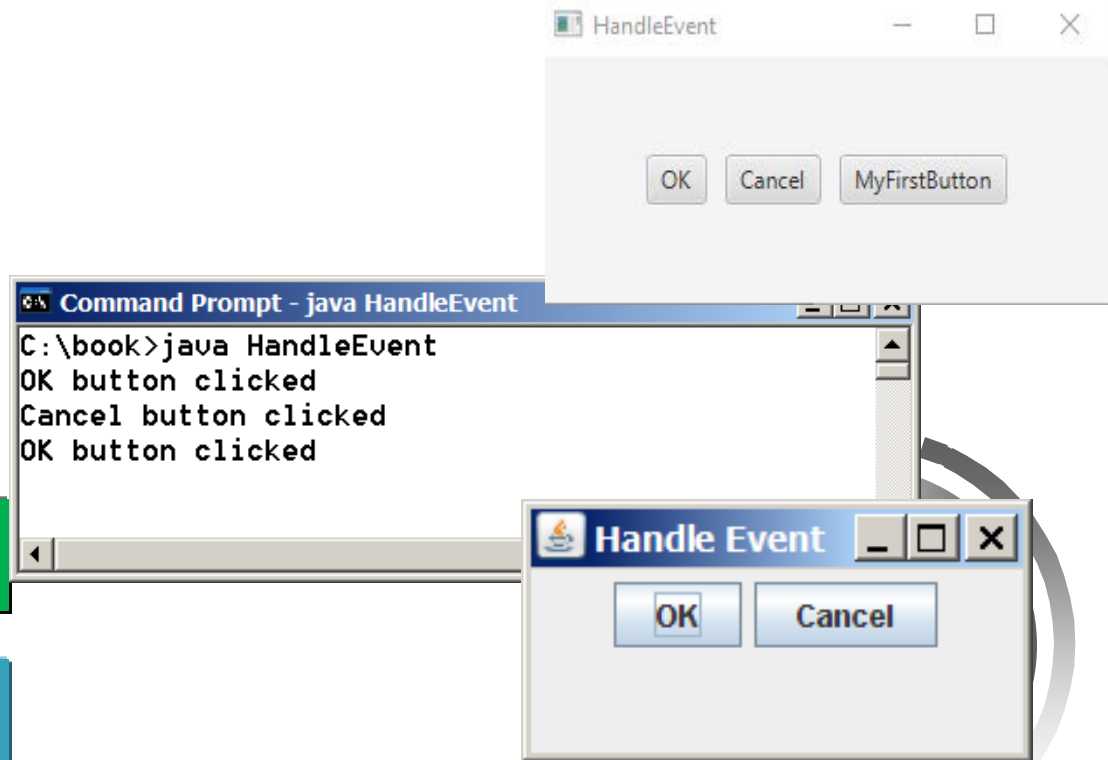 HandleEvent
OK Cancel MyFirstButton
Command Prompt - java HandleEvent
C:\book>java HandleEvent
OK button clicked
Cancel button clicked
OK button clicked
Handle Event
OK Cancel